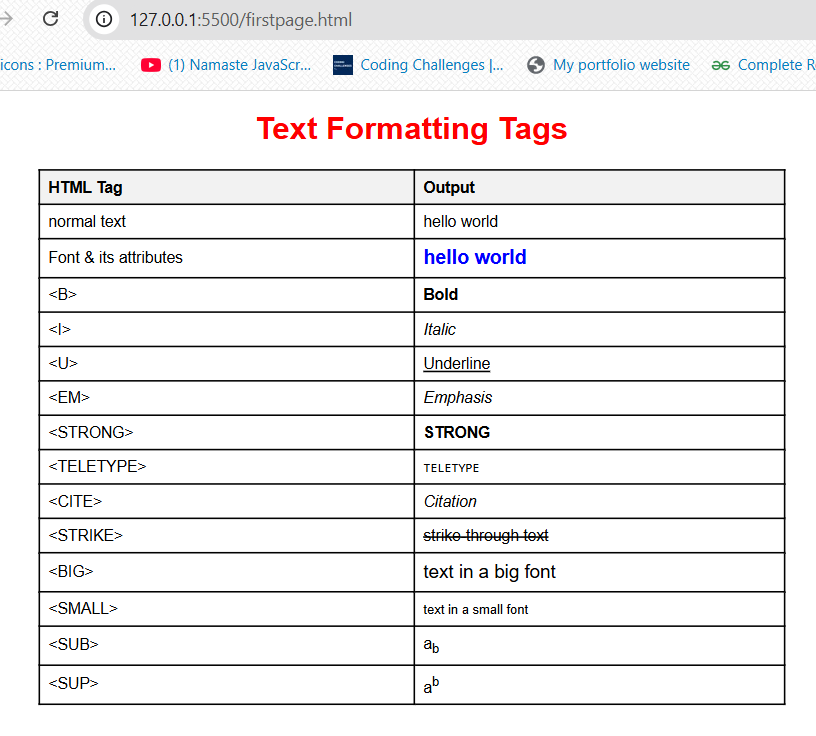 127.0.0.1:5500/firstpage.html
icons : Premium... (1) Namaste JavaScr... Coding Challenges |... My portfolio website Complete R
Text Formatting Tags
HTML Tag Output
normal text hello world
Font & its attributes hello world
<B> Bold
<I> Italic
<U> Underline
<EM> Emphasis
<STRONG> STRONG
<TELETYPE> TELETYPE
<CITE> Citation
<STRIKE> strike-through text
<BIG> text in a big font
<SMALL> text in a small font
<SUB> ab
<SUP> ab